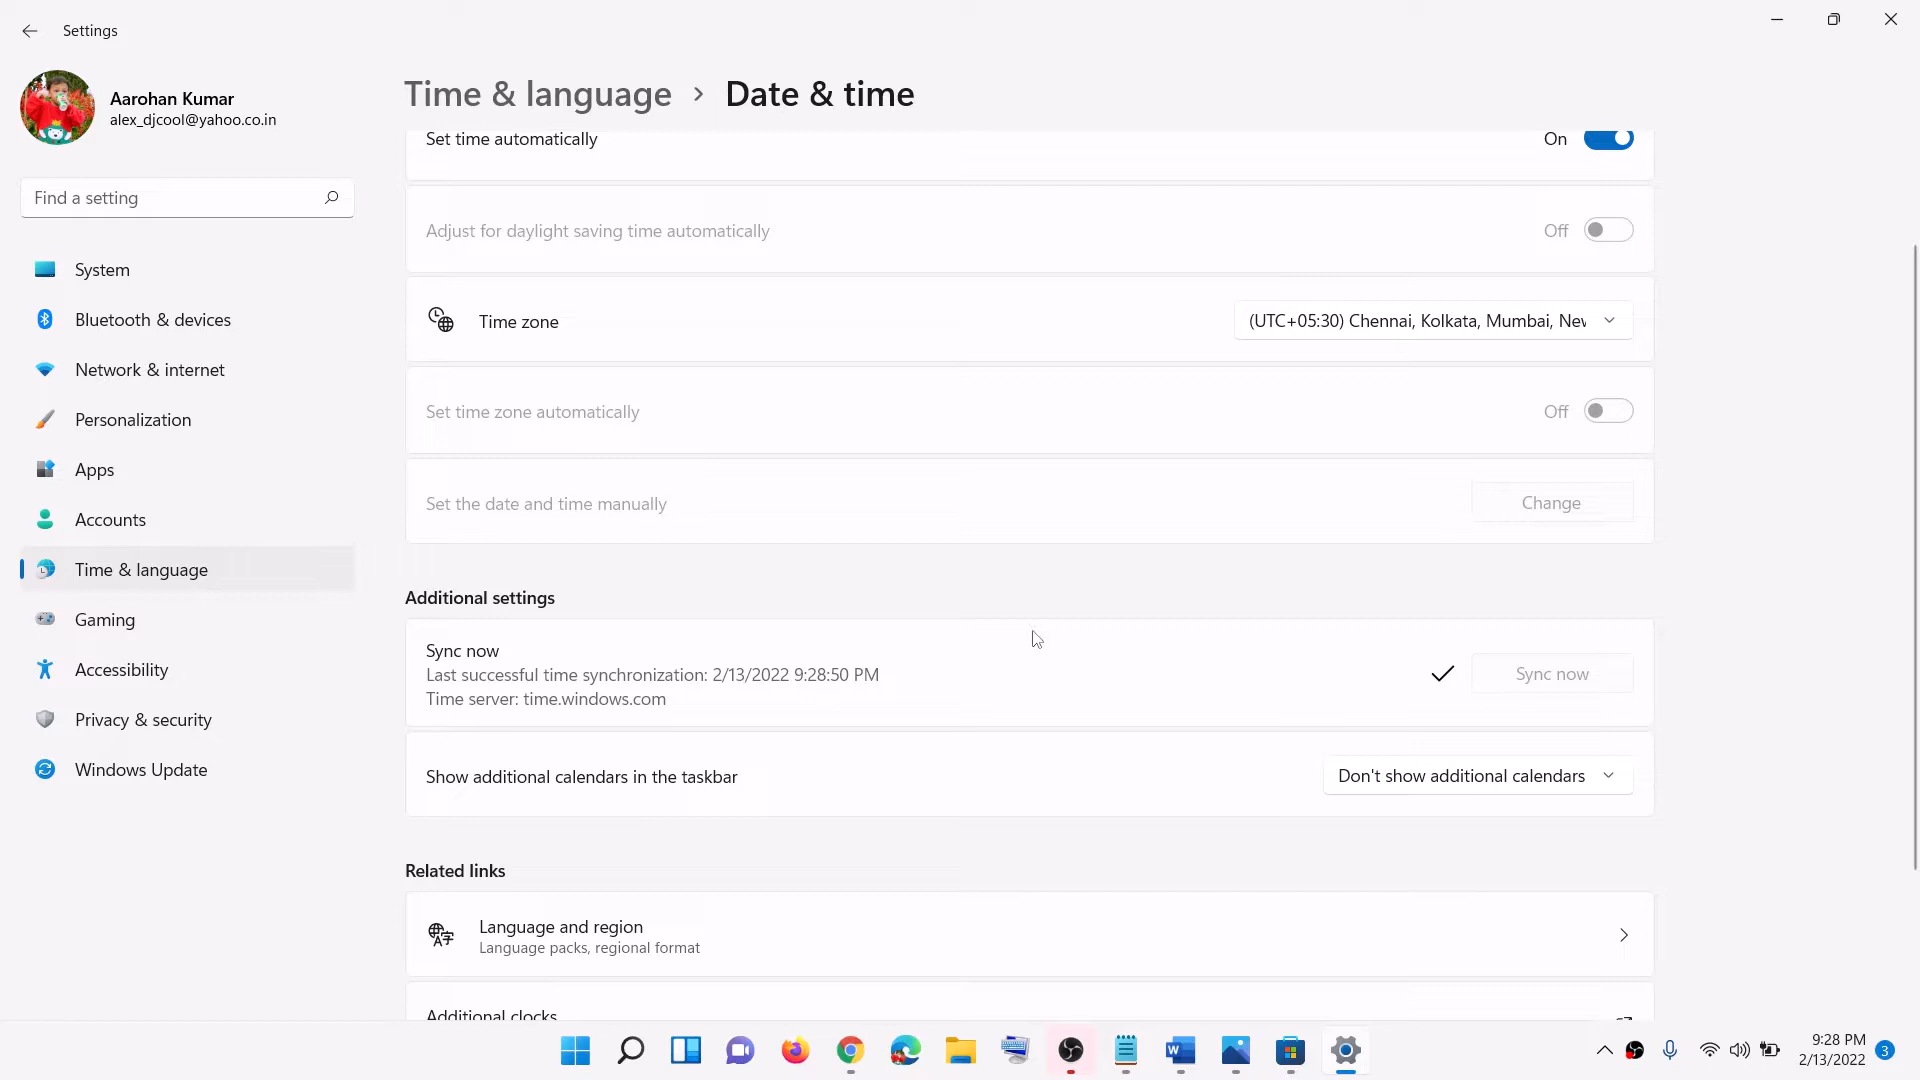 Settings
Aarohan Kumar
alex_djcool@yahoo.co.in
Find a setting
System
Bluetooth & devices
Network & internet
Personalization
Apps
Accounts
Time & language
Gaming
Accessibility
Privacy & security
Windows Update
Time & language > Date & time
Set time automatically On
Adjust for daylight saving time automatically Off
Time zone (UTC+05:30) Chennai, Kolkata, Mumbai, Nev
Set time zone automatically Off
Set the date and time manually Change
Additional settings
Sync now
Last successful time synchronization: 2/13/2022 9:28:50 PM
Time server: time.windows.com
Sync now
Show additional calendars in the taskbar Don't show additional calendars
Related links
Language and region
Language packs, regional format
Additional clocks
9:28 PM
2/13/2022
3